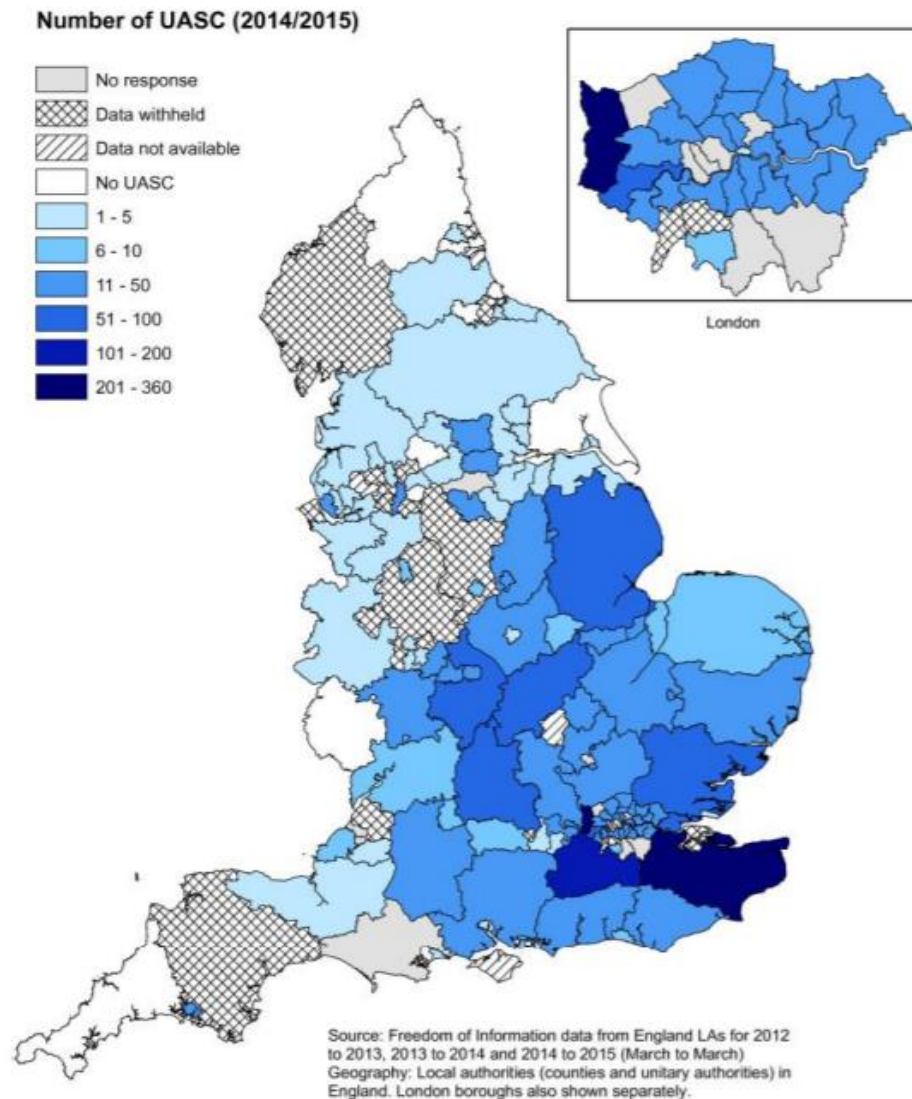 Number of UASC (2014/2015)
No response
Data withheld
Data not available
No UASC
1 - 5
6 - 10
11 - 50
51 - 100
101 - 200
201 - 360
London
Source: Freedom of Information data from England LAs for 2012
to 2013, 2013 to 2014 and 2014 to 2015 (March to March)
Geography: Local authorities (counties and unitary authorities) in
England. London boroughs also shown separately.